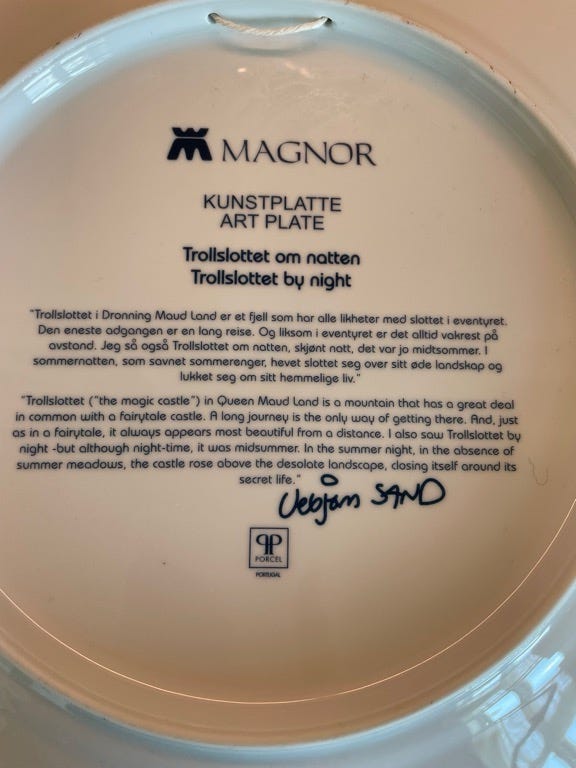 MAGNOR
KUNSTPLATTE
ART PLATE
Trollslottet om natten
Trollslottet by night
"Trollslottet i Dronning Maud Land er et fjell som har alle likheter med slottet i eventyret.
Den eneste adgangen er en lang reise. Og liksom i eventyret er det alltid vakrest på
avstand. Jeg så også Trollslottet om natten, skjønt natt, det var jo midtsommer. I
sommernatten, som savnet sommerenger, hevet slottet seg over sitt øde landskap og
lukket seg om sitt hemmelige liv."
"Trollslottet ("the magic castle") in Queen Maud Land is a mountain that has a great deal
in common with a fairytale castle. A long journey is the only way of getting there. And, just
as in a fairytale, it always appears most beautiful from a distance. I also saw Trollslottet by
night -but although night-time, it was midsummer. In the summer night, in the absence of
summer meadows, the castle rose above the desolate landscape, closing itself around its
secret life."
Vebjørn SAND
PORCEL
PORTUGAL